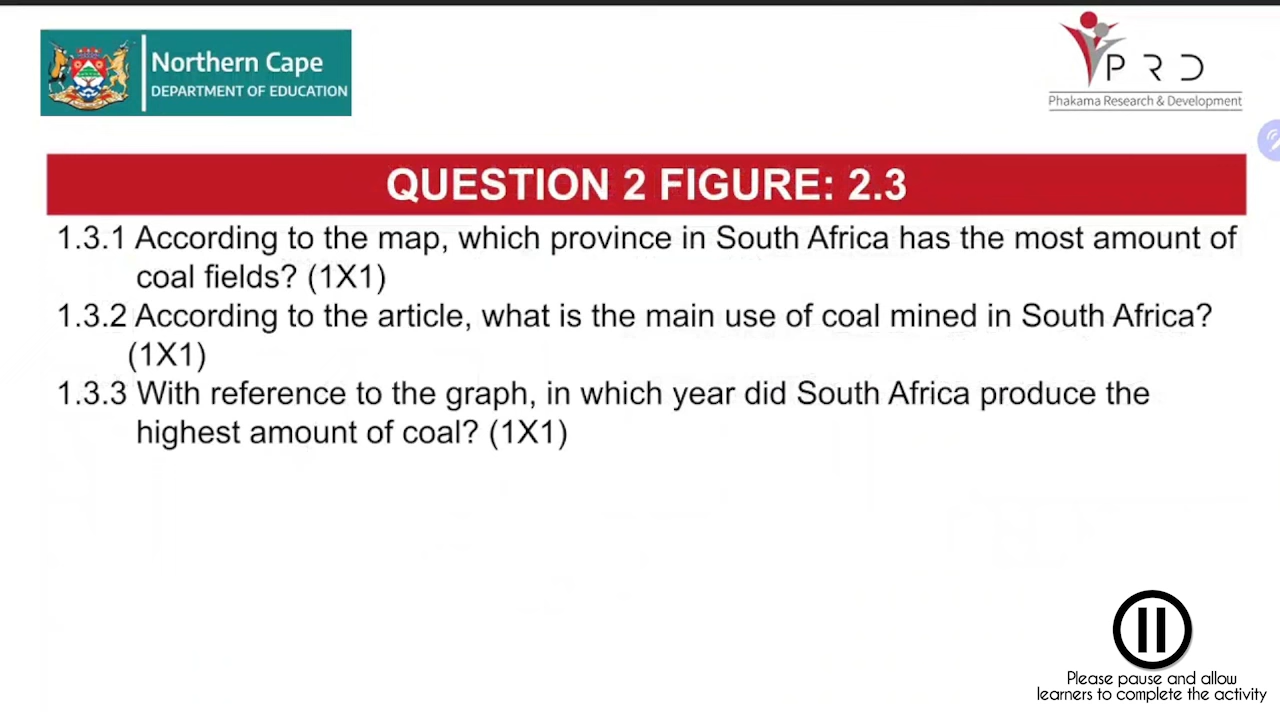 Northern Cape
DEPARTMENT OF EDUCATION
PRD
Phakama Research & Development
QUESTION 2 FIGURE: 2.3
1.3.1 According to the map, which province in South Africa has the most amount of
coal fields? (1X1)
1.3.2 According to the article, what is the main use of coal mined in South Africa?
(1X1)
1.3.3 With reference to the graph, in which year did South Africa produce the
highest amount of coal? (1X1)
Please pause and allow
learners to complete the activity